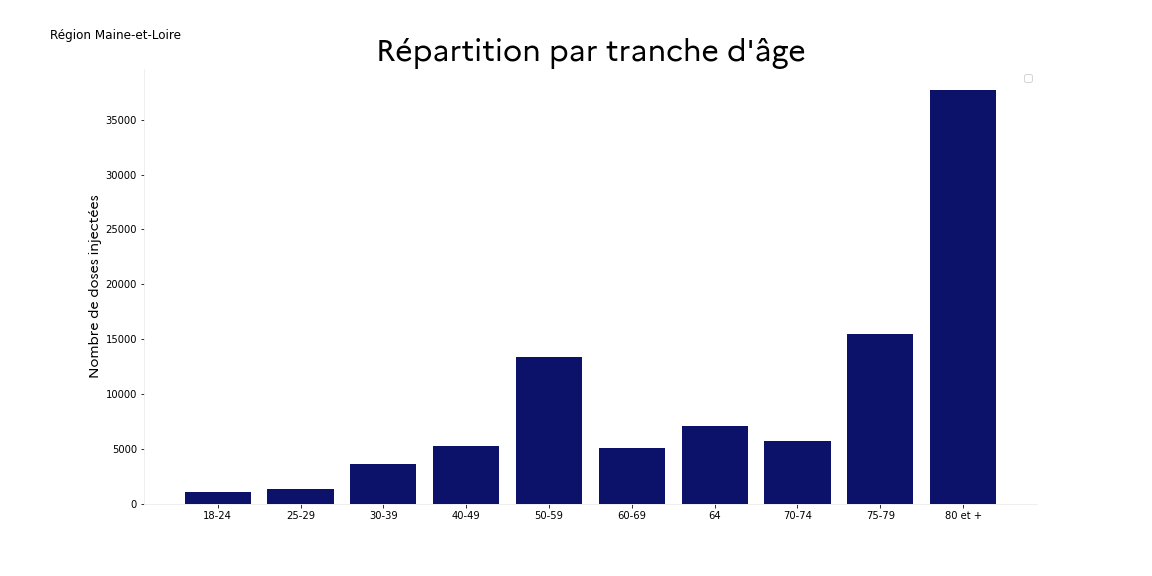 Région Maine-et-Loire
Répartition par tranche d'âge
Nombre de doses injectées
35000
30000
25000
20000
15000
10000
5000
0
18-24 25-29 30-39 40-49 50-59 60-69 64 70-74 75-79 80 et +